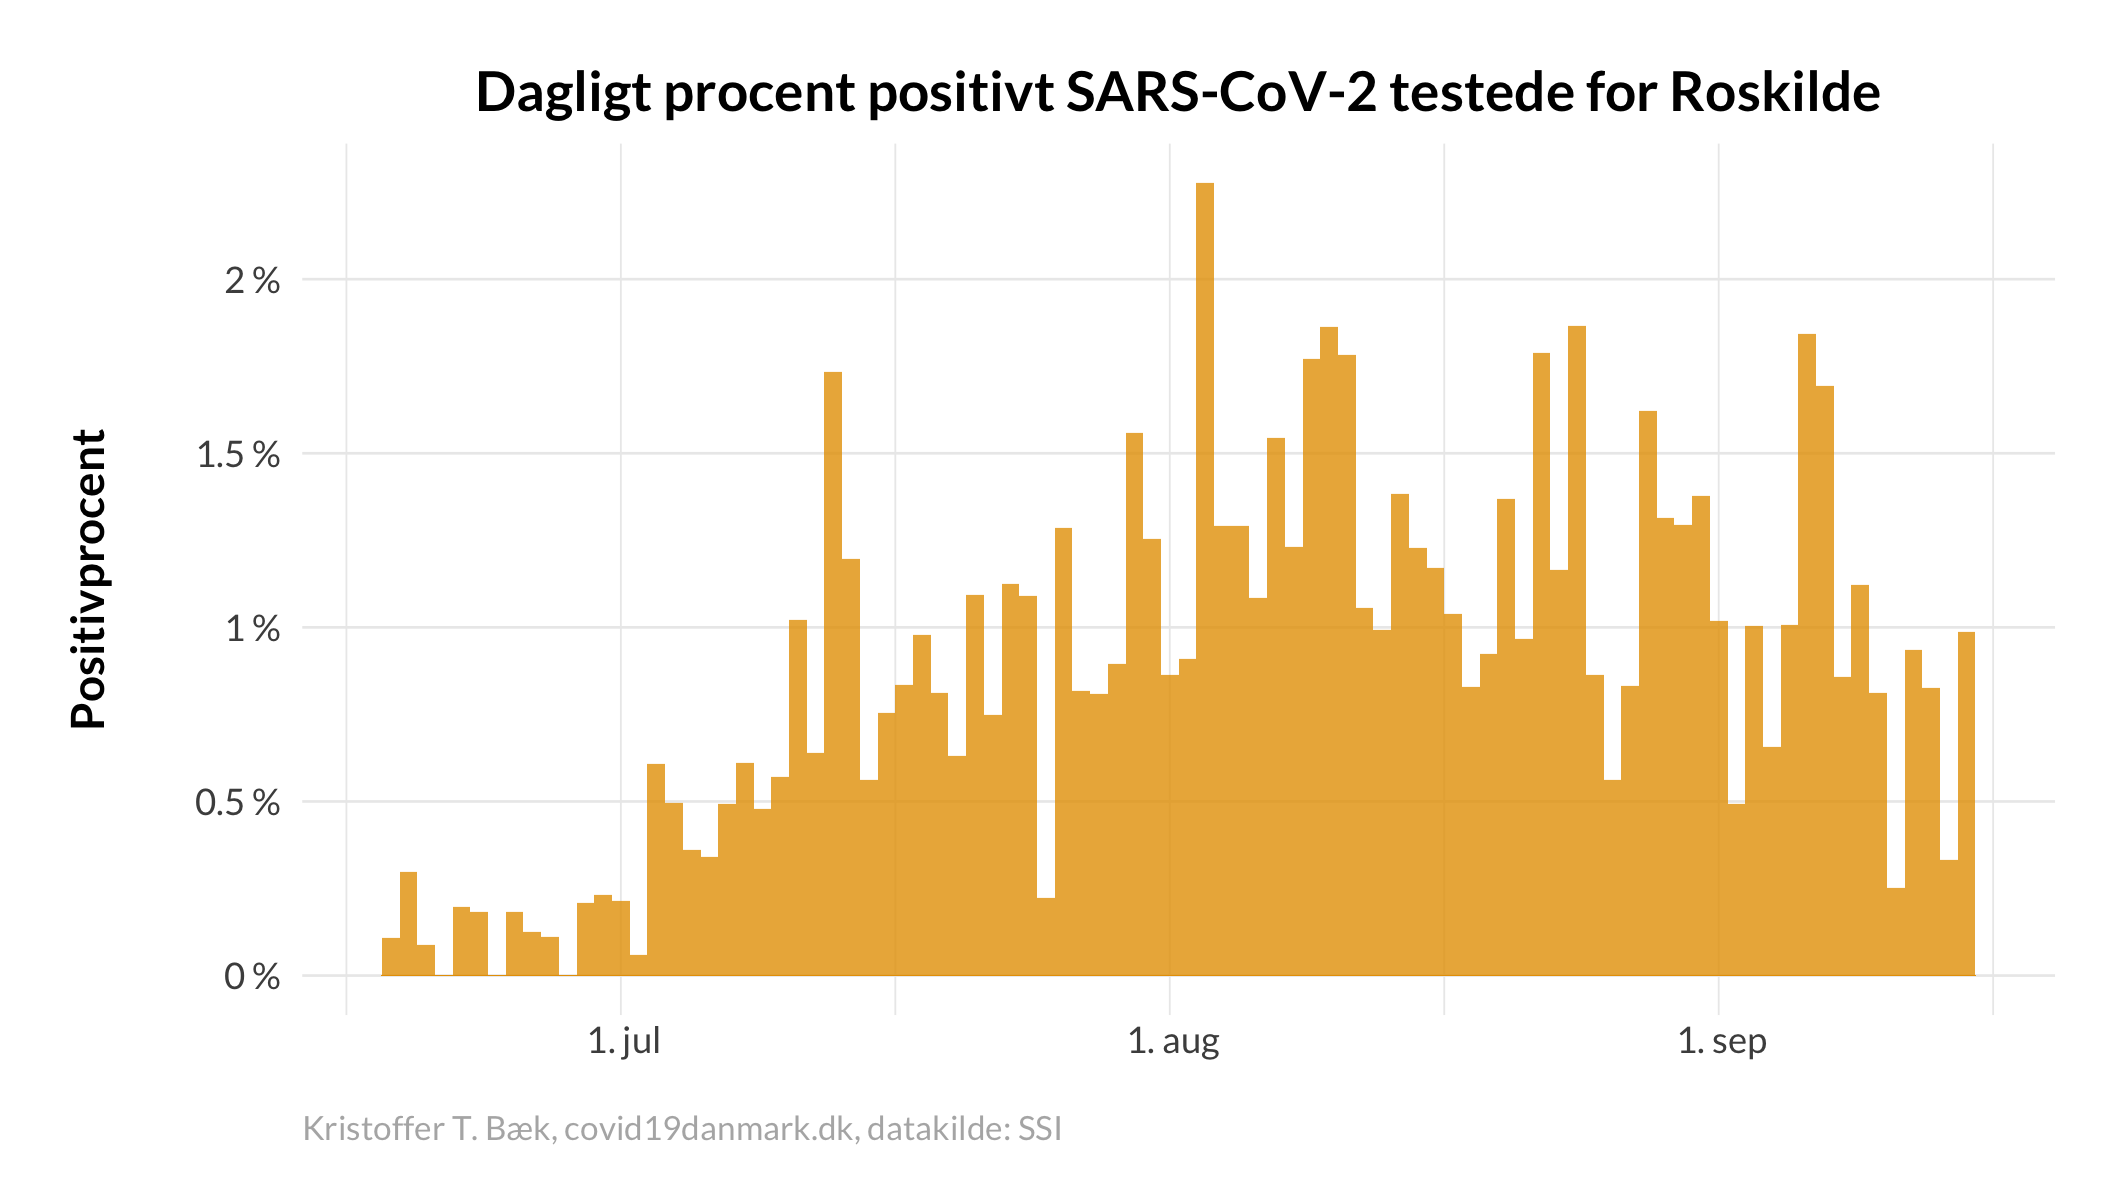 Dagligt procent positivt SARS-CoV-2 testede for Roskilde
Positivprocent
2 %
1.5 %
1 %
0.5 %
0 %
1. jul
1. aug
1. sep
Kristoffer T. Bæk, covid19danmark.dk, datakilde: SSI